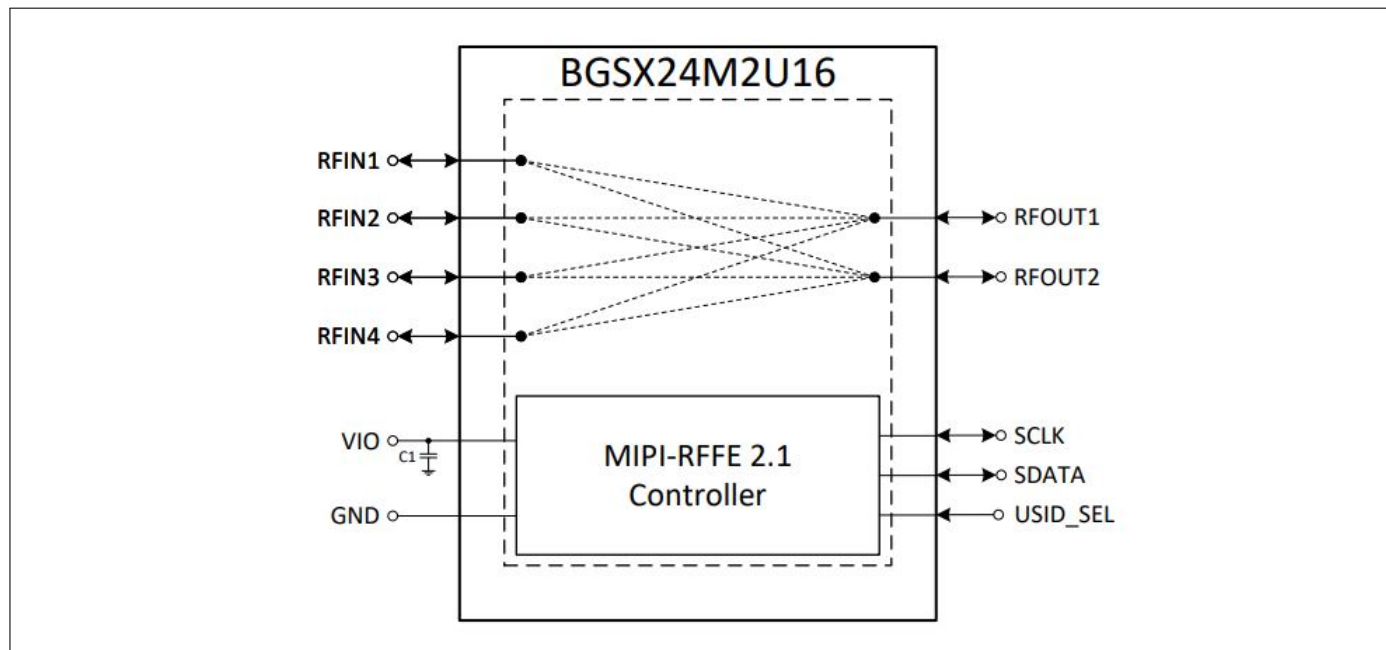 BGSX24M2U16
RFIN1
RFIN2
RFIN3
RFIN4
RFOUT1
RFOUT2
VIO
C1
GND
MIPI-RFFE 2.1
Controller
SCLK
SDATA
USID_SEL